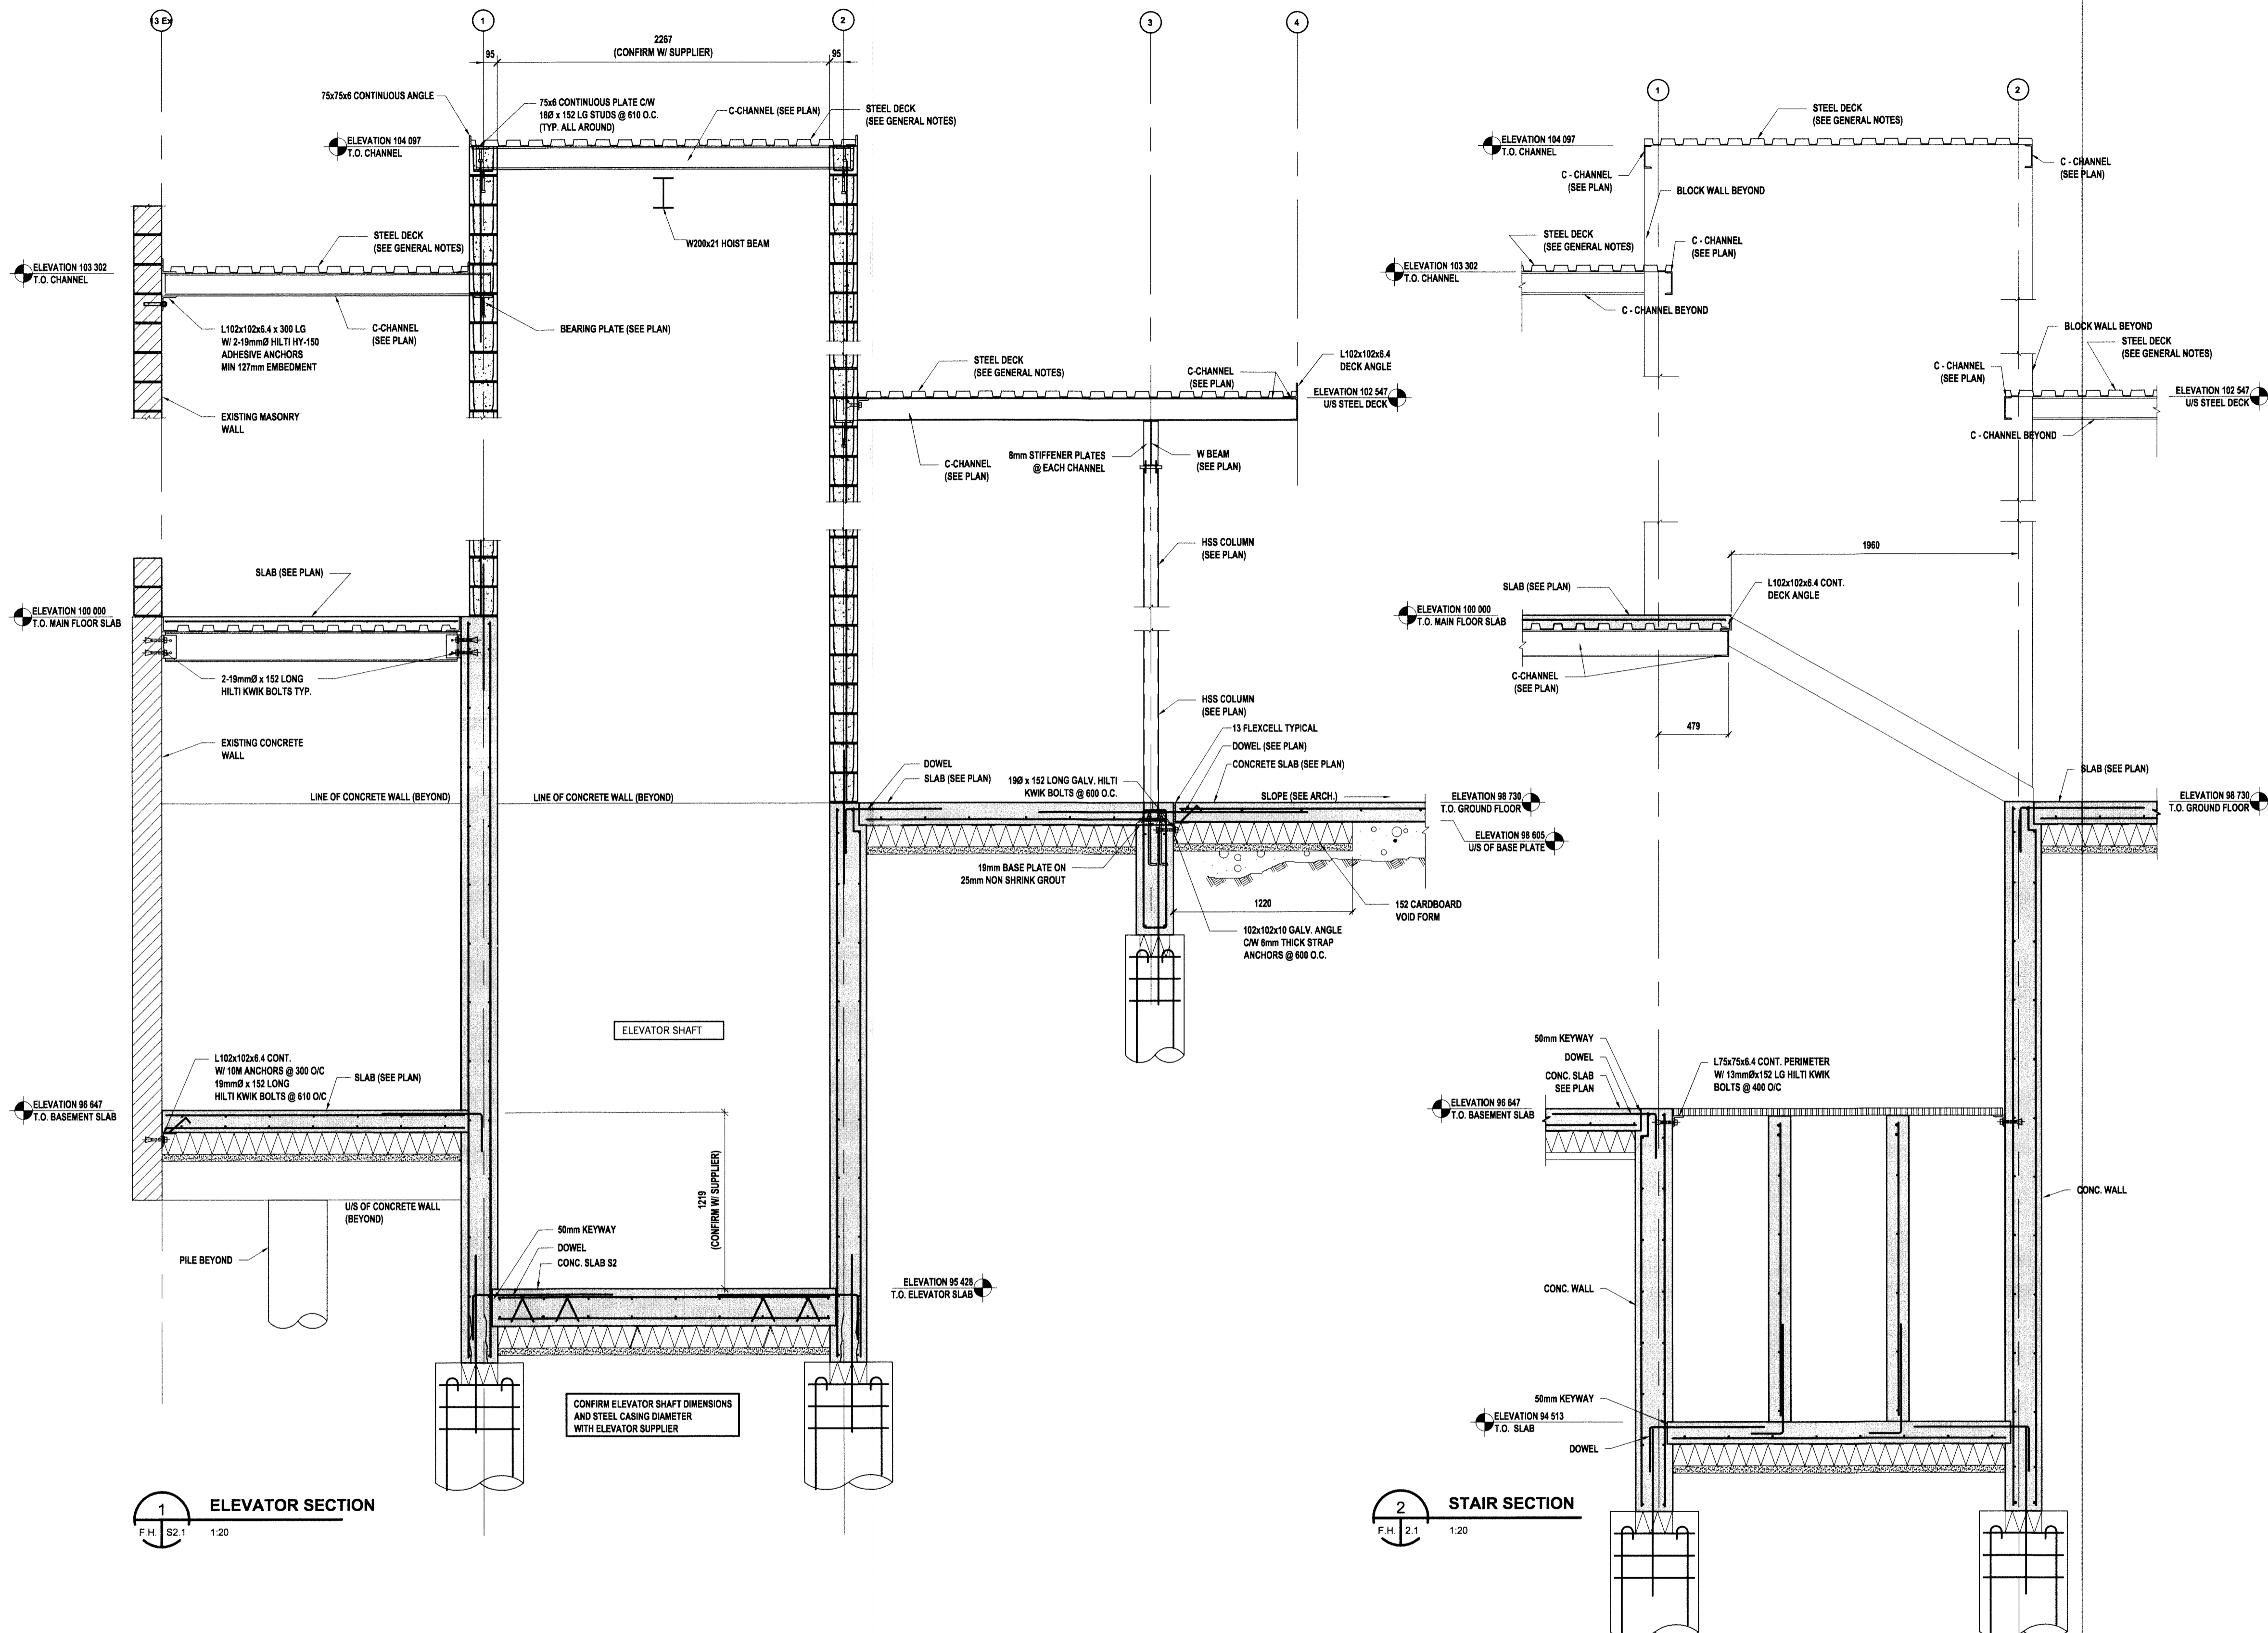 13 Ex
1
2
3
4
2267
(CONFIRM W/ SUPPLIER)
95
95
75x75x6 CONTINUOUS ANGLE
75x6 CONTINUOUS PLATE C/W
18Ø x 152 LG STUDS @ 610 O.C.
(TYP. ALL AROUND)
C-CHANNEL (SEE PLAN)
STEEL DECK
(SEE GENERAL NOTES)
ELEVATION 104 097
T.O. CHANNEL
W200x21 HOIST BEAM
STEEL DECK
(SEE GENERAL NOTES)
ELEVATION 103 302
T.O. CHANNEL
L102x102x6.4 x 300 LG
W/ 2-19mmØ HILTI HY-150
ADHESIVE ANCHORS
MIN 127mm EMBEDMENT
C-CHANNEL
(SEE PLAN)
BEARING PLATE (SEE PLAN)
EXISTING MASONRY
WALL
STEEL DECK
(SEE GENERAL NOTES)
C-CHANNEL
(SEE PLAN)
L102x102x6.4
DECK ANGLE
ELEVATION 102 547
U/S STEEL DECK
C-CHANNEL
(SEE PLAN)
8mm STIFFENER PLATES
@ EACH CHANNEL
W BEAM
(SEE PLAN)
HSS COLUMN
(SEE PLAN)
SLAB (SEE PLAN)
ELEVATION 100 000
T.O. MAIN FLOOR SLAB
2-19mmØ x 152 LONG
HILTI KWIK BOLTS TYP.
EXISTING CONCRETE
WALL
HSS COLUMN
(SEE PLAN)
13 FLEXCELL TYPICAL
DOWEL (SEE PLAN)
CONCRETE SLAB (SEE PLAN)
DOWEL
SLAB (SEE PLAN)
19Ø x 152 LONG GALV. HILTI
KWIK BOLTS @ 600 O.C.
LINE OF CONCRETE WALL (BEYOND)
LINE OF CONCRETE WALL (BEYOND)
SLOPE (SEE ARCH.)
ELEVATION 98 730
T.O. GROUND FLOOR
ELEVATION 98 605
U/S OF BASE PLATE
19mm BASE PLATE ON
25mm NON SHRINK GROUT
1220
152 CARDBOARD
VOID FORM
102x102x10 GALV. ANGLE
C/W 6mm THICK STRAP
ANCHORS @ 600 O.C.
ELEVATOR SHAFT
L102x102x6.4 CONT.
W/ 10M ANCHORS @ 300 O/C
19mmØ x 152 LONG
HILTI KWIK BOLTS @ 610 O/C
SLAB (SEE PLAN)
ELEVATION 96 647
T.O. BASEMENT SLAB
1219
(CONFIRM W/ SUPPLIER)
U/S OF CONCRETE WALL
(BEYOND)
PILE BEYOND
50mm KEYWAY
DOWEL
CONC. SLAB S2
ELEVATION 95 428
T.O. ELEVATOR SLAB
CONFIRM ELEVATOR SHAFT DIMENSIONS
AND STEEL CASING DIAMETER
WITH ELEVATOR SUPPLIER
1
F.H. S2.1
ELEVATOR SECTION
1:20
1
2
STEEL DECK
(SEE GENERAL NOTES)
ELEVATION 104 097
T.O. CHANNEL
C - CHANNEL
(SEE PLAN)
C - CHANNEL
(SEE PLAN)
BLOCK WALL BEYOND
STEEL DECK
(SEE GENERAL NOTES)
C - CHANNEL
(SEE PLAN)
ELEVATION 103 302
T.O. CHANNEL
C - CHANNEL BEYOND
BLOCK WALL BEYOND
STEEL DECK
(SEE GENERAL NOTES)
C - CHANNEL
(SEE PLAN)
ELEVATION 102 547
U/S STEEL DECK
C - CHANNEL BEYOND
1960
SLAB (SEE PLAN)
L102x102x6.4 CONT.
DECK ANGLE
ELEVATION 100 000
T.O. MAIN FLOOR SLAB
C-CHANNEL
(SEE PLAN)
479
SLAB (SEE PLAN)
ELEVATION 98 730
T.O. GROUND FLOOR
50mm KEYWAY
DOWEL
CONC. SLAB
SEE PLAN
L75x75x6.4 CONT. PERIMETER
W/ 13mmØx152 LG HILTI KWIK
BOLTS @ 400 O/C
ELEVATION 96 647
T.O. BASEMENT SLAB
CONC. WALL
CONC. WALL
50mm KEYWAY
ELEVATION 94 513
T.O. SLAB
DOWEL
2
F.H. 2.1
STAIR SECTION
1:20